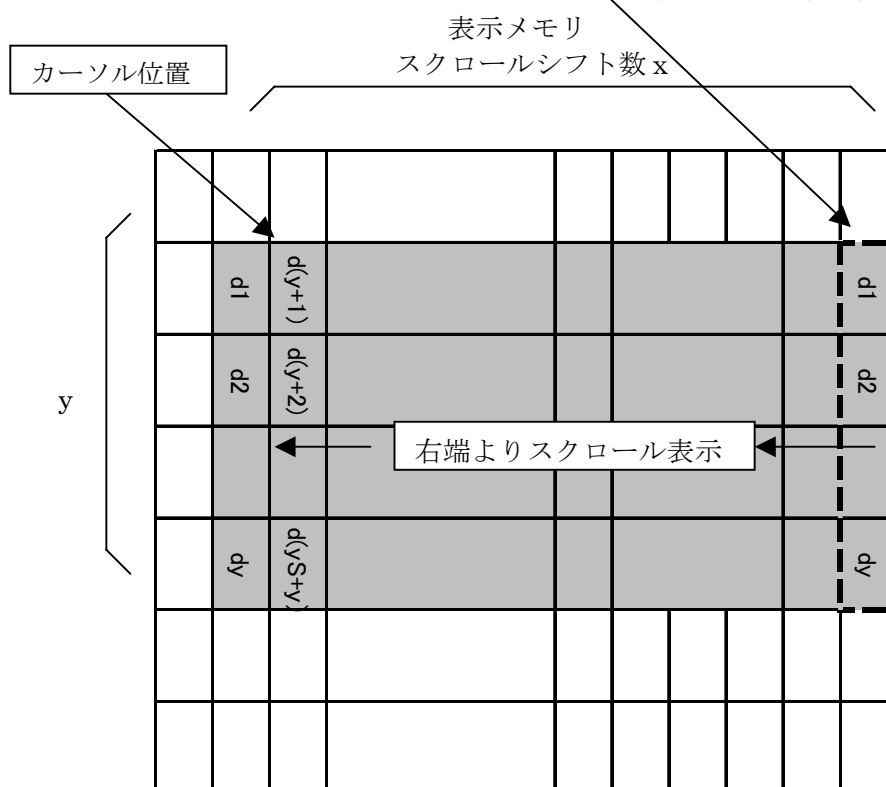 表示メモリ
スクロールシフト数 x
カーソル位置
d1 d(y+1) d1
d2 d(y+2) d2
y
右端よりスクロール表示
dy d(yS+y) dy